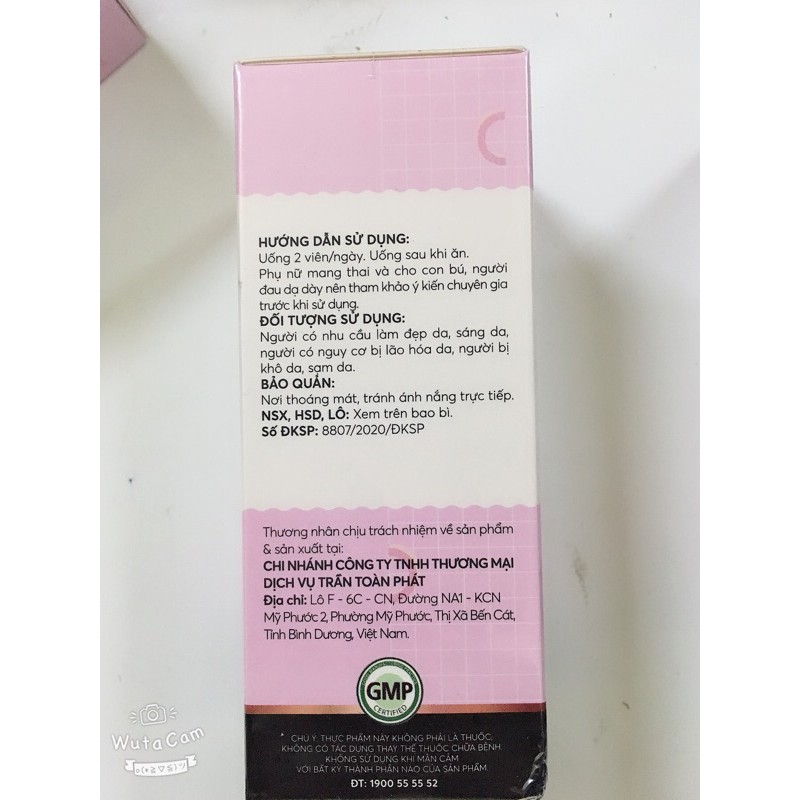 HƯỚNG DẪN SỬ DỤNG:
Uống 2 viên/ngày. Uống sau khi ăn.
Phụ nữ mang thai và cho con bú, người
đau dạ dày nên tham khảo ý kiến chuyên gia
trước khi sử dụng.
ĐỐI TƯỢNG SỬ DỤNG:
Người có nhu cầu làm đẹp da, sáng da,
người có nguy cơ bị lão hóa da, người bị
khô da, sạm da.
BẢO QUẢN:
Nơi thoáng mát, tránh ánh nắng trực tiếp.
NSX, HSD, LÔ: Xem trên bao bì.
Số ĐKSP: 8807/2020/ĐKSP
Thương nhân chịu trách nhiệm về sản phẩm
& sản xuất tại:
CHI NHÁNH CÔNG TY TNHH THƯƠNG MẠI
DỊCH VỤ TRẦN TOÀN PHÁT
Địa chỉ: Lô F - 6C - CN, Đường NA1 - KCN
Mỹ Phước 2, Phường Mỹ Phước, Thị Xã Bến Cát,
Tỉnh Bình Dương, Việt Nam.
GMP
CERTIFIED
* CHÚ Ý: THỰC PHẨM NÀY KHÔNG PHẢI LÀ THUỐC,
KHÔNG CÓ TÁC DỤNG THAY THẾ THUỐC CHỮA BỆNH.
KHÔNG SỬ DỤNG KHI MẪN CẢM
VỚI BẤT KỲ THÀNH PHẦN NÀO CỦA SẢN PHẨM.
ĐT: 1900 55 55 52
WutaCam